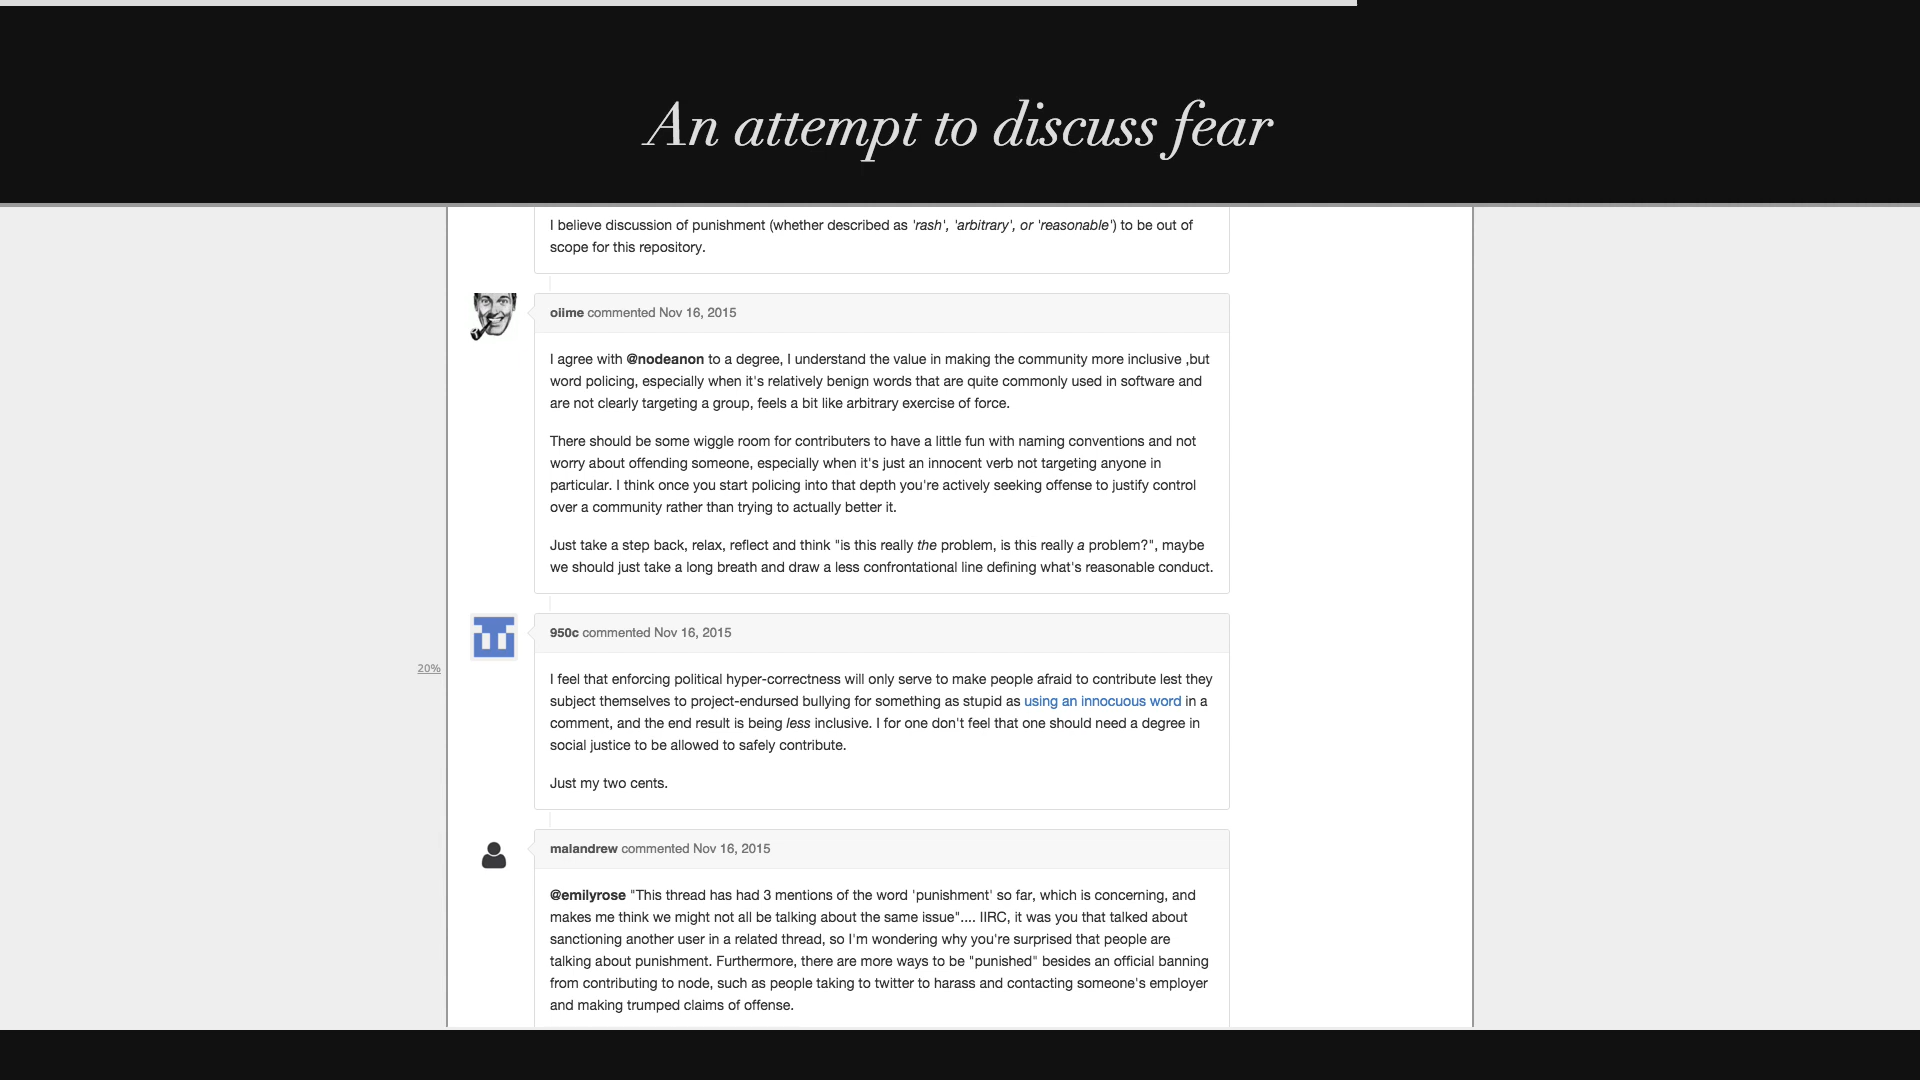 An attempt to discuss fear
I believe discussion of punishment (whether described as 'rash', 'arbitrary', or 'reasonable') to be out of
scope for this repository.
oiime commented Nov 16, 2015
I agree with @nodeanon to a degree, I understand the value in making the community more inclusive ,but
word policing, especially when it's relatively benign words that are quite commonly used in software and
are not clearly targeting a group, feels a bit like arbitrary exercise of force.
There should be some wiggle room for contributers to have a little fun with naming conventions and not
worry about offending someone, especially when it's just an innocent verb not targeting anyone in
particular. I think once you start policing into that depth you're actively seeking offense to justify control
over a community rather than trying to actually better it.
Just take a step back, relax, reflect and think "is this really the problem, is this really a problem?", maybe
we should just take a long breath and draw a less confrontational line defining what's reasonable conduct.
950c commented Nov 16, 2015
20%
I feel that enforcing political hyper-correctness will only serve to make people afraid to contribute lest they
subject themselves to project-endorsed bullying for something as stupid as using an innocuous word in a
comment, and the end result is being less inclusive. I for one don't feel that one should need a degree in
social justice to be allowed to safely contribute.
Just my two cents.
malandrew commented Nov 16, 2015
@emilyrose "This thread has had 3 mentions of the word 'punishment' so far, which is concerning, and
makes me think we might not all be talking about the same issue".... IIRC, it was you that talked about
sanctioning another user in a related thread, so I'm wondering why you're surprised that people are
talking about punishment. Furthermore, there are more ways to be "punished" besides an official banning
from contributing to node, such as people taking to twitter to harass and contacting someone's employer
and making trumped claims of offense.